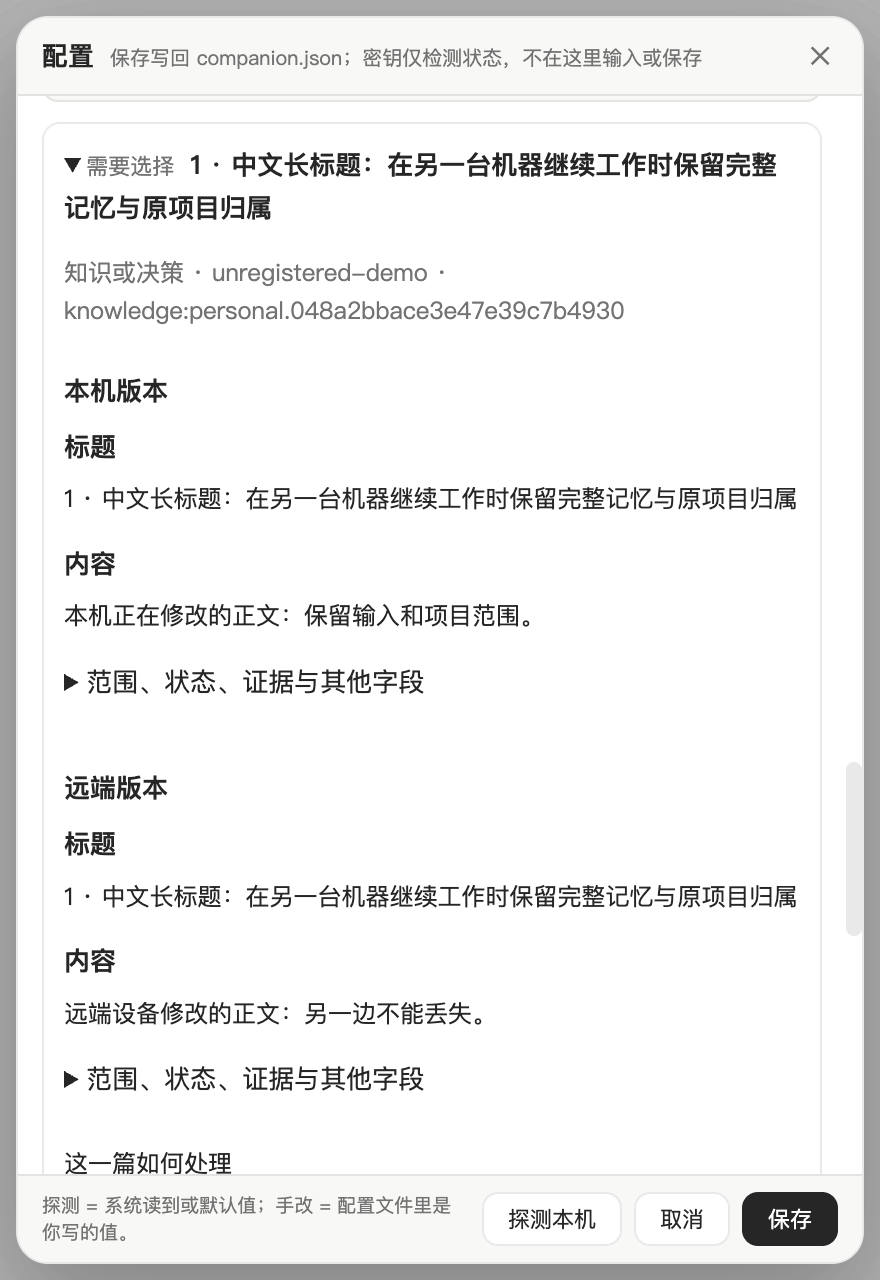 配置 保存写回 companion.json；密钥仅检测状态，不在这里输入或保存
▼ 需要选择 1 · 中文长标题：在另一台机器继续工作时保留完整
记忆与原项目归属
知识或决策 · unregistered-demo ·
knowledge:personal.048a2bbace3e47e39c7b4930
本机版本
标题
1 · 中文长标题：在另一台机器继续工作时保留完整记忆与原项目归属
内容
本机正在修改的正文：保留输入和项目范围。
▶ 范围、状态、证据与其他字段
远端版本
标题
1 · 中文长标题：在另一台机器继续工作时保留完整记忆与原项目归属
内容
远端设备修改的正文：另一边不能丢失。
▶ 范围、状态、证据与其他字段
这一篇如何处理
探测 = 系统读到或默认值；手改 = 配置文件里是
你写的值。
探测本机 取消 保存